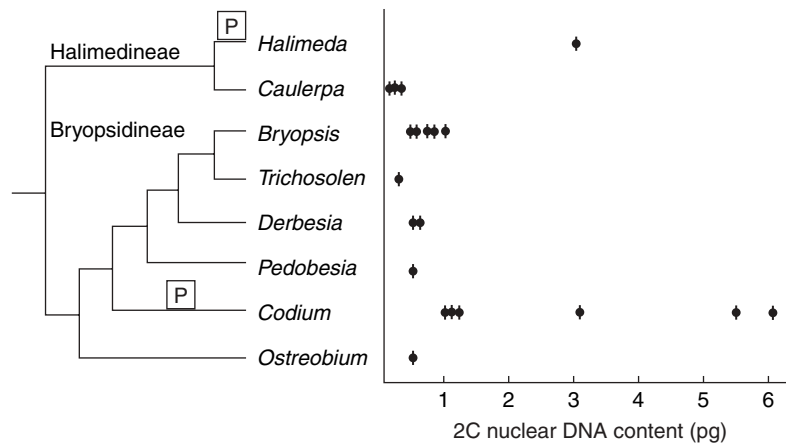 P
Halimeda
Halimedineae
Caulerpa
Bryopsidineae
Bryopsis
Trichosolen
Derbesia
Pedobesia
P
Codium
Ostreobium
1 2 3 4 5 6
2C nuclear DNA content (pg)